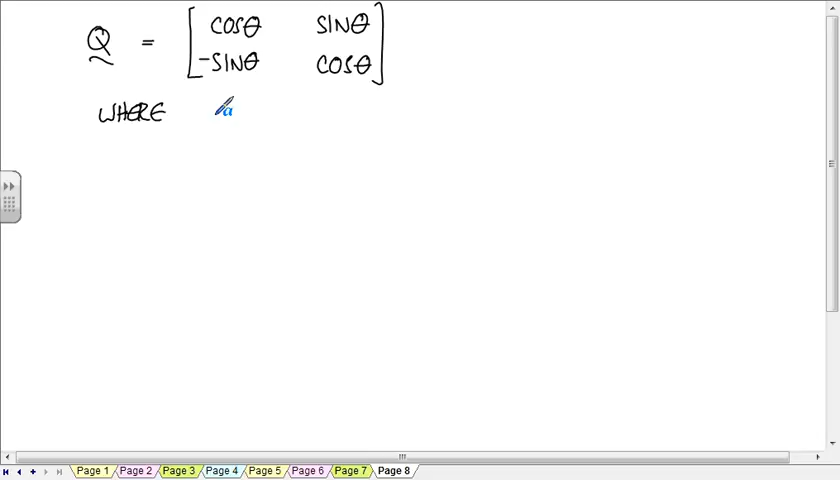 Q = [ COSθ SINθ
-SINθ COSθ ]
WHERE
Page 1 Page 2 Page 3 Page 4 Page 5 Page 6 Page 7 Page 8